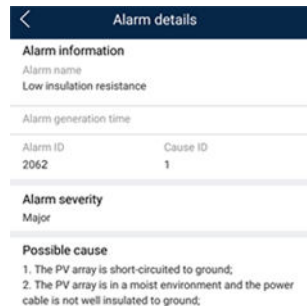 Alarm details
Alarm information
Alarm name
Low insulation resistance
Alarm generation time
Alarm ID Cause ID
2062 1
Alarm severity
Major
Possible cause
1. The PV array is short-circuited to ground;
2. The PV array is in a moist environment and the power
cable is not well insulated to ground;